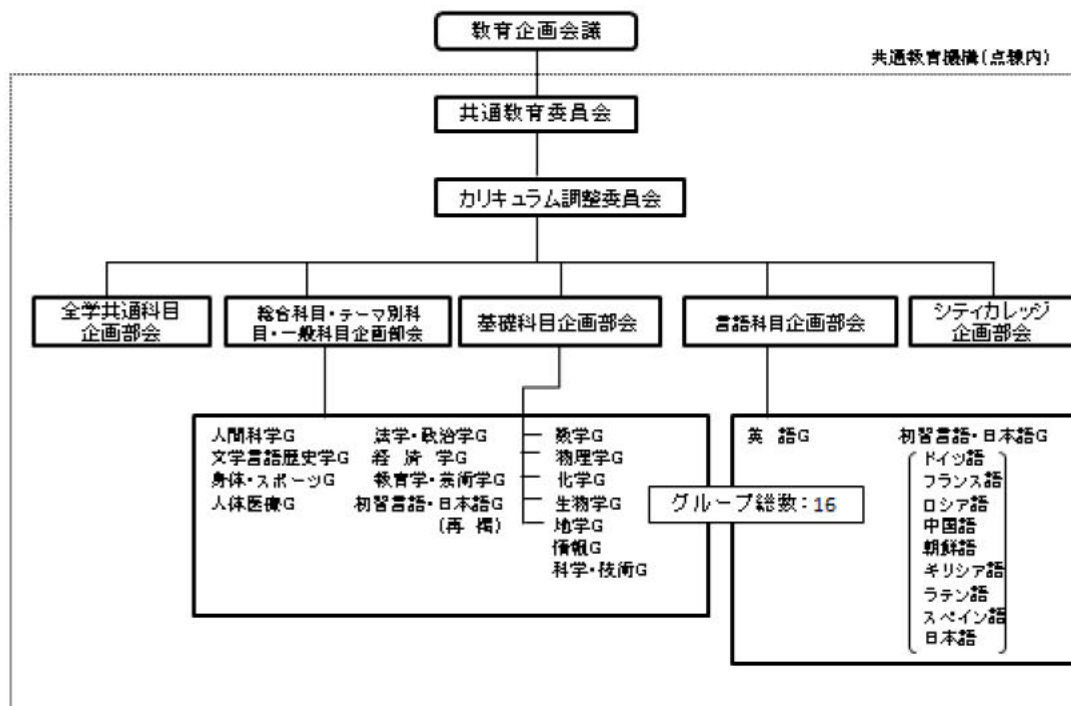 教育企画会議
共通教育機構(点線内)
共通教育委員会
カリキュラム調整委員会
全学共通科目
企画部会
総合科目・テーマ別科
目・一般科目企画部会
基礎科目企画部会
言語科目企画部会
シティカレッジ
企画部会
人間科学G
文学言語歴史学G
身体・スポーツG
人体医療G
法学・政治学G
経 済 学G
教育学・芸術学G
初習言語・日本語G
(再 掲)
数学G
物理学G
化学G
生物学G
地学G
情報G
科学・技術G
グループ総数:16
英 語G
初習言語・日本語G
ドイツ語
フランス語
ロシア語
中国語
朝鮮語
ギリシア語
ラテン語
スペイン語
日本語